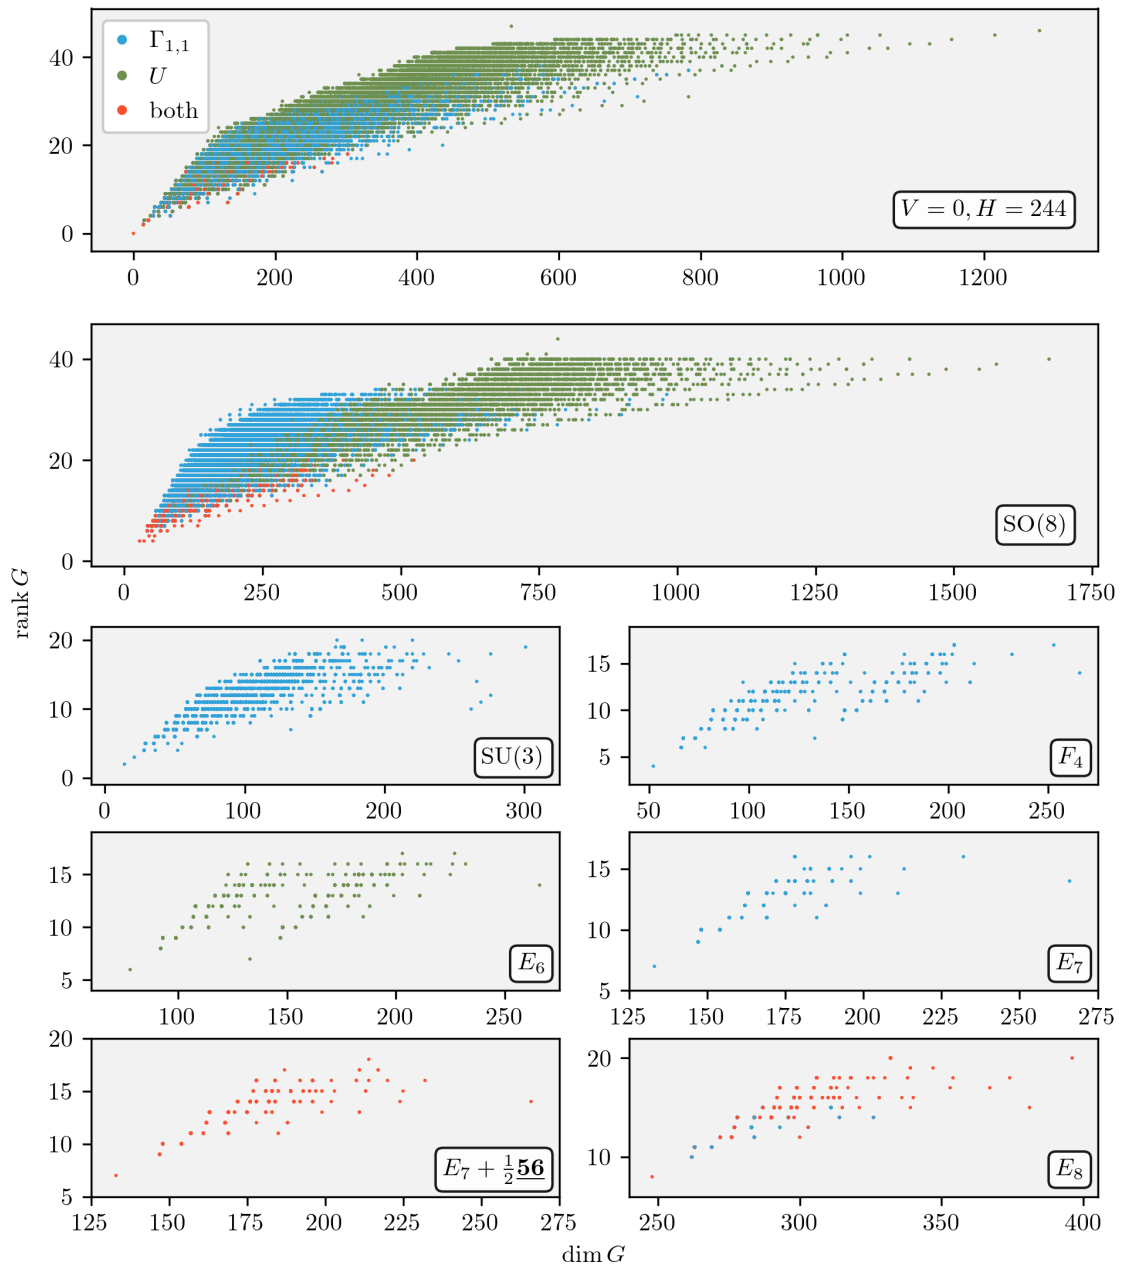 Γ₁,₁
U
both
40
20
0
V = 0, H = 244
0 200 400 600 800 1000 1200
40
20
0
SO(8)
0 250 500 750 1000 1250 1500 1750
rank G
20
10
0
SU(3)
0 100 200 300
15
10
5
F₄
50 100 150 200 250
15
10
5
E₆
100 150 200 250
15
10
5
E₇
125 150 175 200 225 250 275
20
15
10
5
E₇ + ½56
125 150 175 200 225 250 275
20
10
E₈
250 300 350 400
dim G